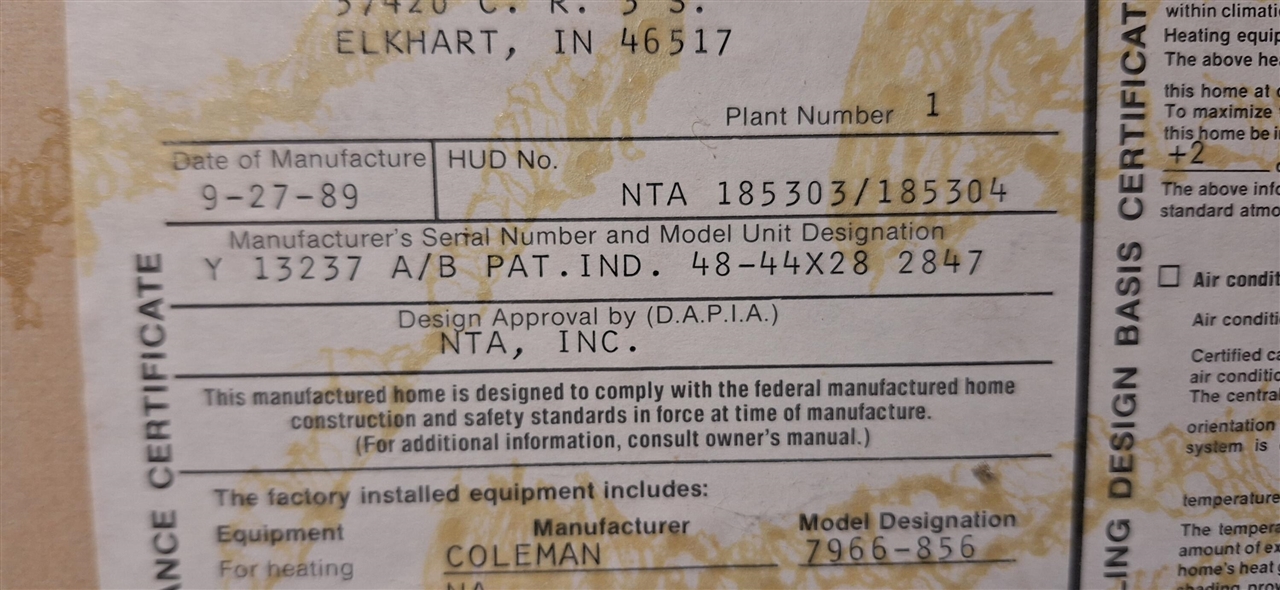 ELKHART, IN 46517
Plant Number 1
Date of Manufacture
9-27-89
HUD No.
NTA 185303/185304
Manufacturer's Serial Number and Model Unit Designation
Y 13237 A/B PAT.IND. 48-44X28 2847
Design Approval by (D.A.P.I.A.)
NTA, INC.
This manufactured home is designed to comply with the federal manufactured home
construction and safety standards in force at time of manufacture.
(For additional information, consult owner's manual.)
The factory installed equipment includes:
Equipment
Manufacturer
Model Designation
For heating
COLEMAN
7966-856
NA
ANCE CERTIFICATE
LING DESIGN BASIS CERTIFICAT
within climati
Heating equip
The above he
this home at
To maximize
this home be i
+2
The above info
standard atmo
Air condit
Air conditi
Certified ca
air conditio
The centra
orientation
system is
temperature
The tempera
amount of ex
home's heat